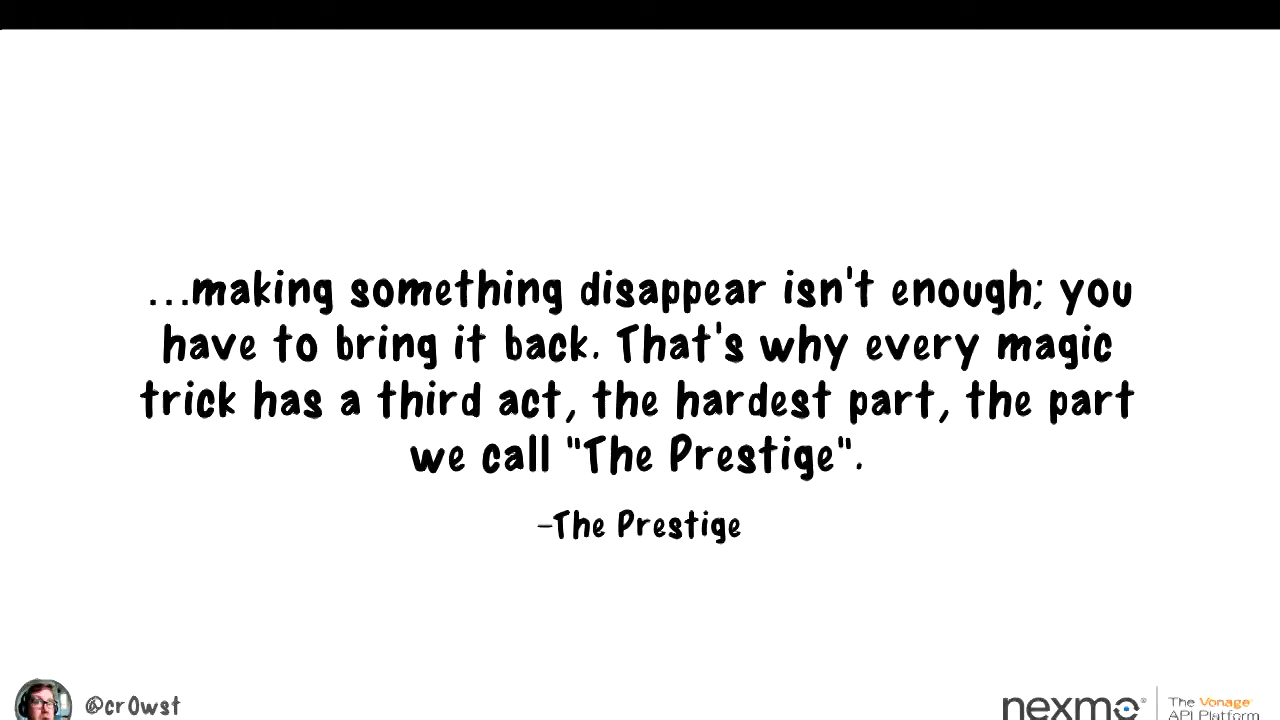 ...making something disappear isn't enough; you
have to bring it back. That's why every magic
trick has a third act, the hardest part, the part
we call "The Prestige".
-The Prestige
@cr0wst
nexmo
The Vonage
API Platform